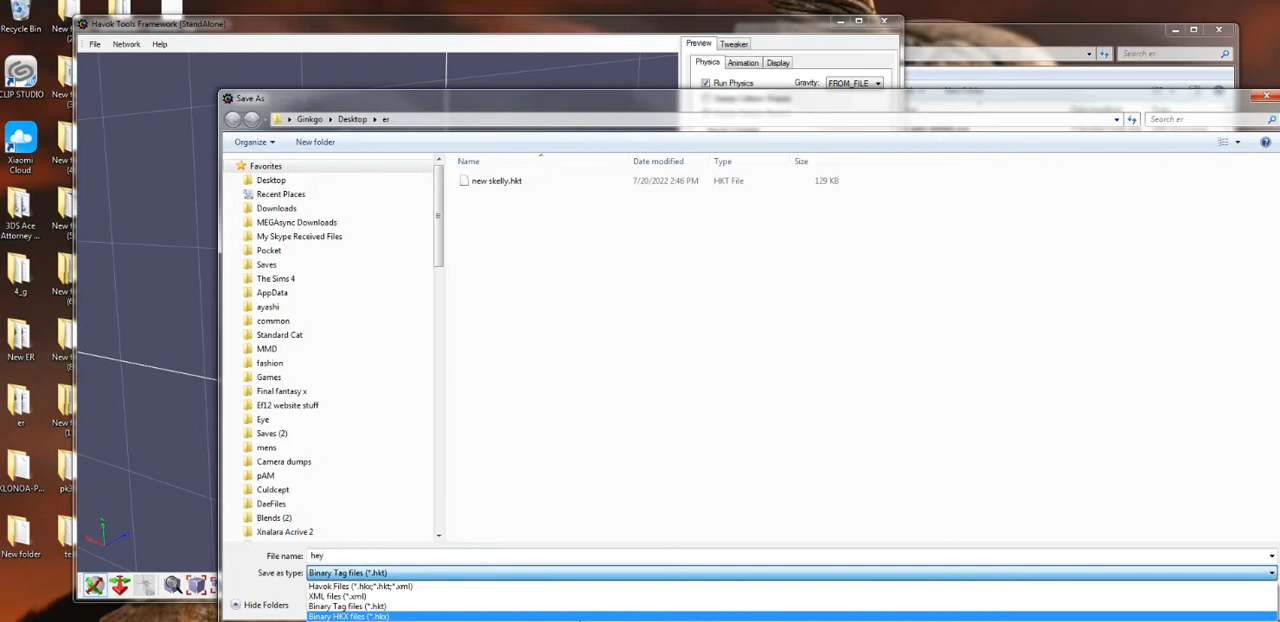 Recycle Bin
New f
Havok Tools Framework [StandAlone]
File Network Help
Preview Tweaker
Physics Animation Display
Run Physics Gravity: FROM_FILE
Search er
CLIP STUDIO
Save As
Ginkgo Desktop er
Search er
Organize New folder
Favorites
Name Date modified Type Size
Desktop
new skelly.hkt 7/20/2022 2:46 PM HKT File 129 KB
Recent Places
Downloads
MEGAsync Downloads
My Skype Received Files
Pocket
Saves
The Sims 4
AppData
ayashi
common
Standard Cat
MMD
fashion
Games
Final fantasy x
Ef12 website stuff
Eye
Saves (2)
mens
Camera dumps
pAM
Culdcept
DaeFiles
Blends (2)
Xnalara Acrive 2
Xiaomi
Cloud
3DS Ace
Attorney ...
4_g
New ER
er
KLONOA-P...
New folder
File name: hey
Save as type: Binary Tag files (*.hkt)
Havok Files (*.hkx;*.hkt;*.xml)
XML files (*.xml)
Binary Tag files (*.hkt)
Binary HKX files (*.hkx)
Hide Folders